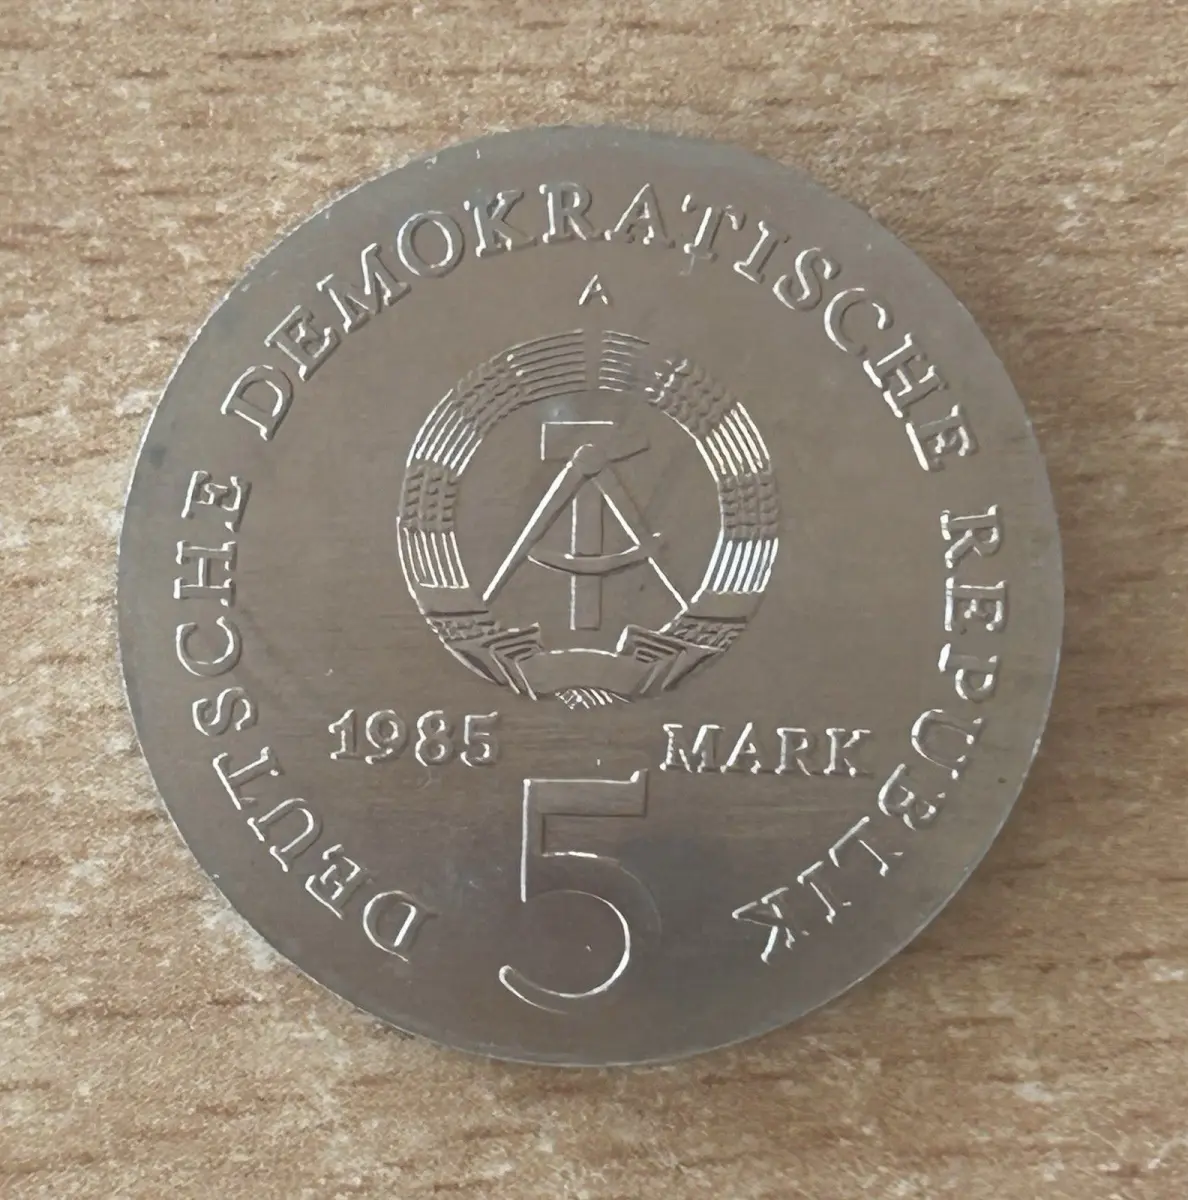 DEUTSCHE DEMOKRATISCHE REPUBLIK
A
1985 MARK
5